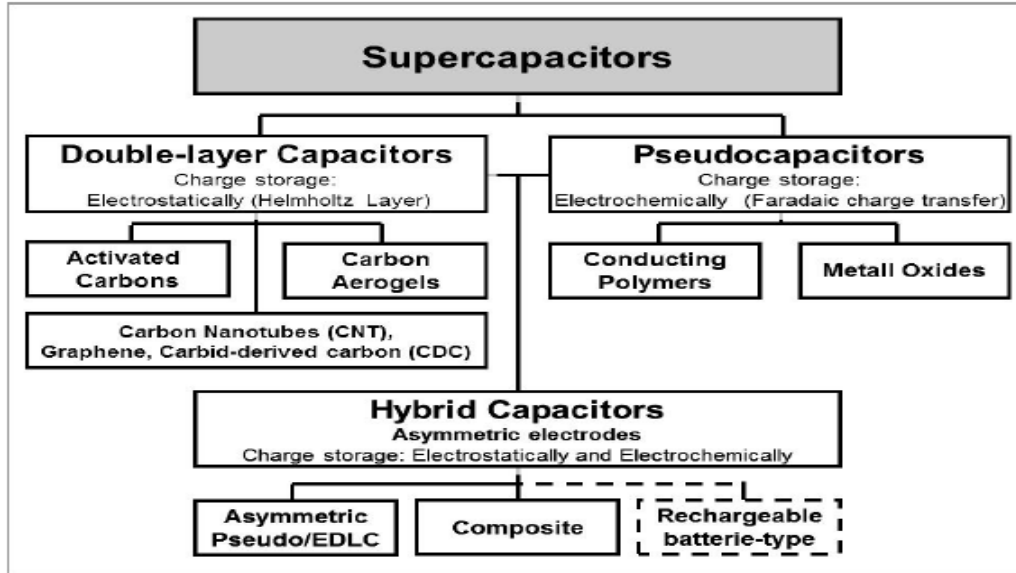 Supercapacitors
Double-layer Capacitors
Charge storage:
Electrostatically (Helmholtz Layer)
Pseudocapacitors
Charge storage:
Electrochemically (Faradaic charge transfer)
Activated
Carbons
Carbon
Aerogels
Conducting
Polymers
Metall Oxides
Carbon Nanotubes (CNT),
Graphene, Carbid-derived carbon (CDC)
Hybrid Capacitors
Asymmetric electrodes
Charge storage: Electrostatically and Electrochemically
Asymmetric
Pseudo/EDLC
Composite
Rechargeable
batterie-type